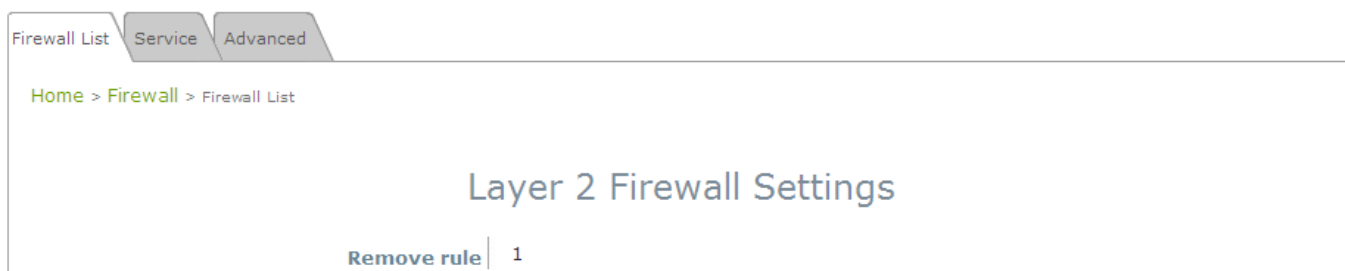 Firewall List Service Advanced
Home > Firewall > Firewall List
Layer 2 Firewall Settings
Remove rule 1